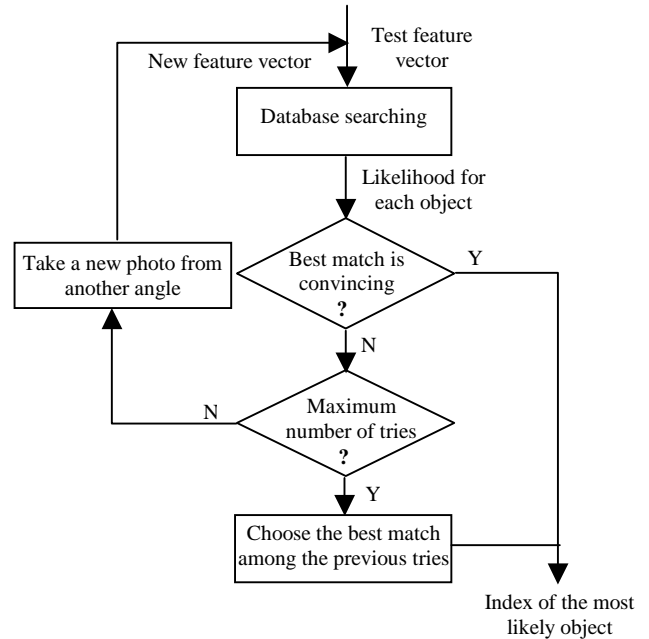 Test feature
vector
New feature vector
Database searching
Likelihood for
each object
Take a new photo from
another angle
Best match is
convincing
?
Y
N
Maximum
number of tries
?
N
Y
Choose the best match
among the previous tries
Index of the most
likely object